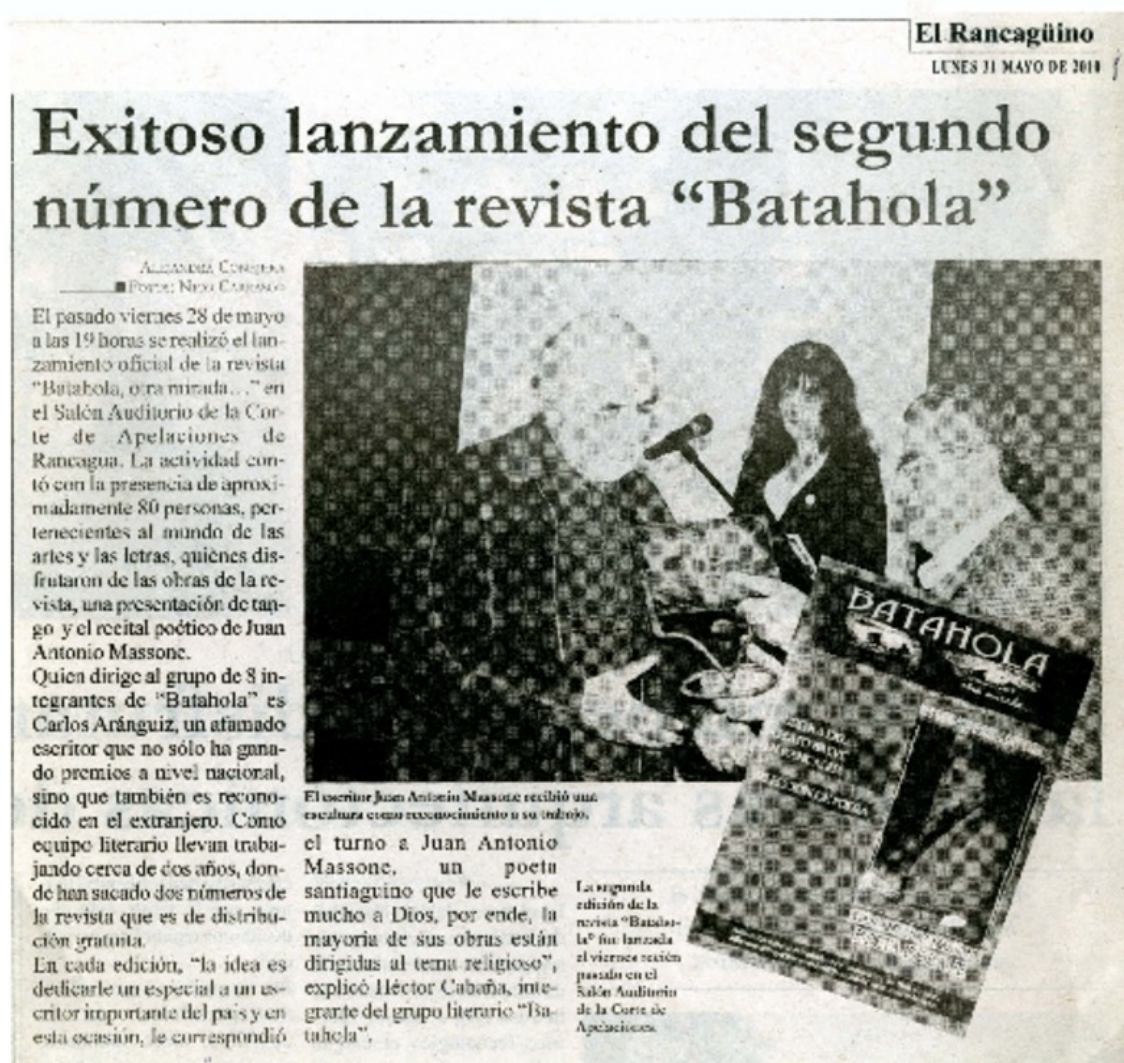 El Rancagüino
LUNES 31 MAYO DE 2010
Exitoso lanzamiento del segundo
número de la revista “Batahola”
El pasado viernes 28 de mayo
a las 19 horas se realizó el lan-
zamiento oficial de la revista
“Batahola, otra mirada...” en
el Salón Auditorio de la Cor-
te de Apelaciones de
Rancagua. La actividad con-
tó con la presencia de aproxi-
madamente 80 personas, per-
tenecientes al mundo de las
artes y las letras, quienes dis-
frutaron de las obras de la re-
vista, una presentación de tan-
go y el recital poético de Juan
Antonio Massone.
Quien dirige al grupo de 8 in-
tegrantes de “Batahola” es
Carlos Aránguiz, un afamado
escritor que no sólo ha gana-
do premios a nivel nacional,
sino que también es recono-
cido en el extranjero. Como
equipo literario llevan traba-
jando cerca de dos años, don-
de han sacado dos números de
la revista que es de distribu-
ción gratuita.
En cada edición, “la idea es
dedicarle un especial a un es-
critor importante del país y en
esta ocasión, le correspondió
El escritor Juan Antonio Massone recibió una
escultura como reconocimiento a su trabajo.
el turno a Juan Antonio
Massone, un poeta
santiaguino que le escribe
mucho a Dios, por ende, la
mayoría de sus obras están
dirigidas al tema religioso”,
explicó Héctor Cabaña, inte-
grante del grupo literario “Ba-
tahola”.
La segunda
edición de la
revista “Bataho-
la” fue lanzada
el viernes recién
pasado en el
Salón Auditorio
de la Corte de
Apelaciones.
BATAHOLA